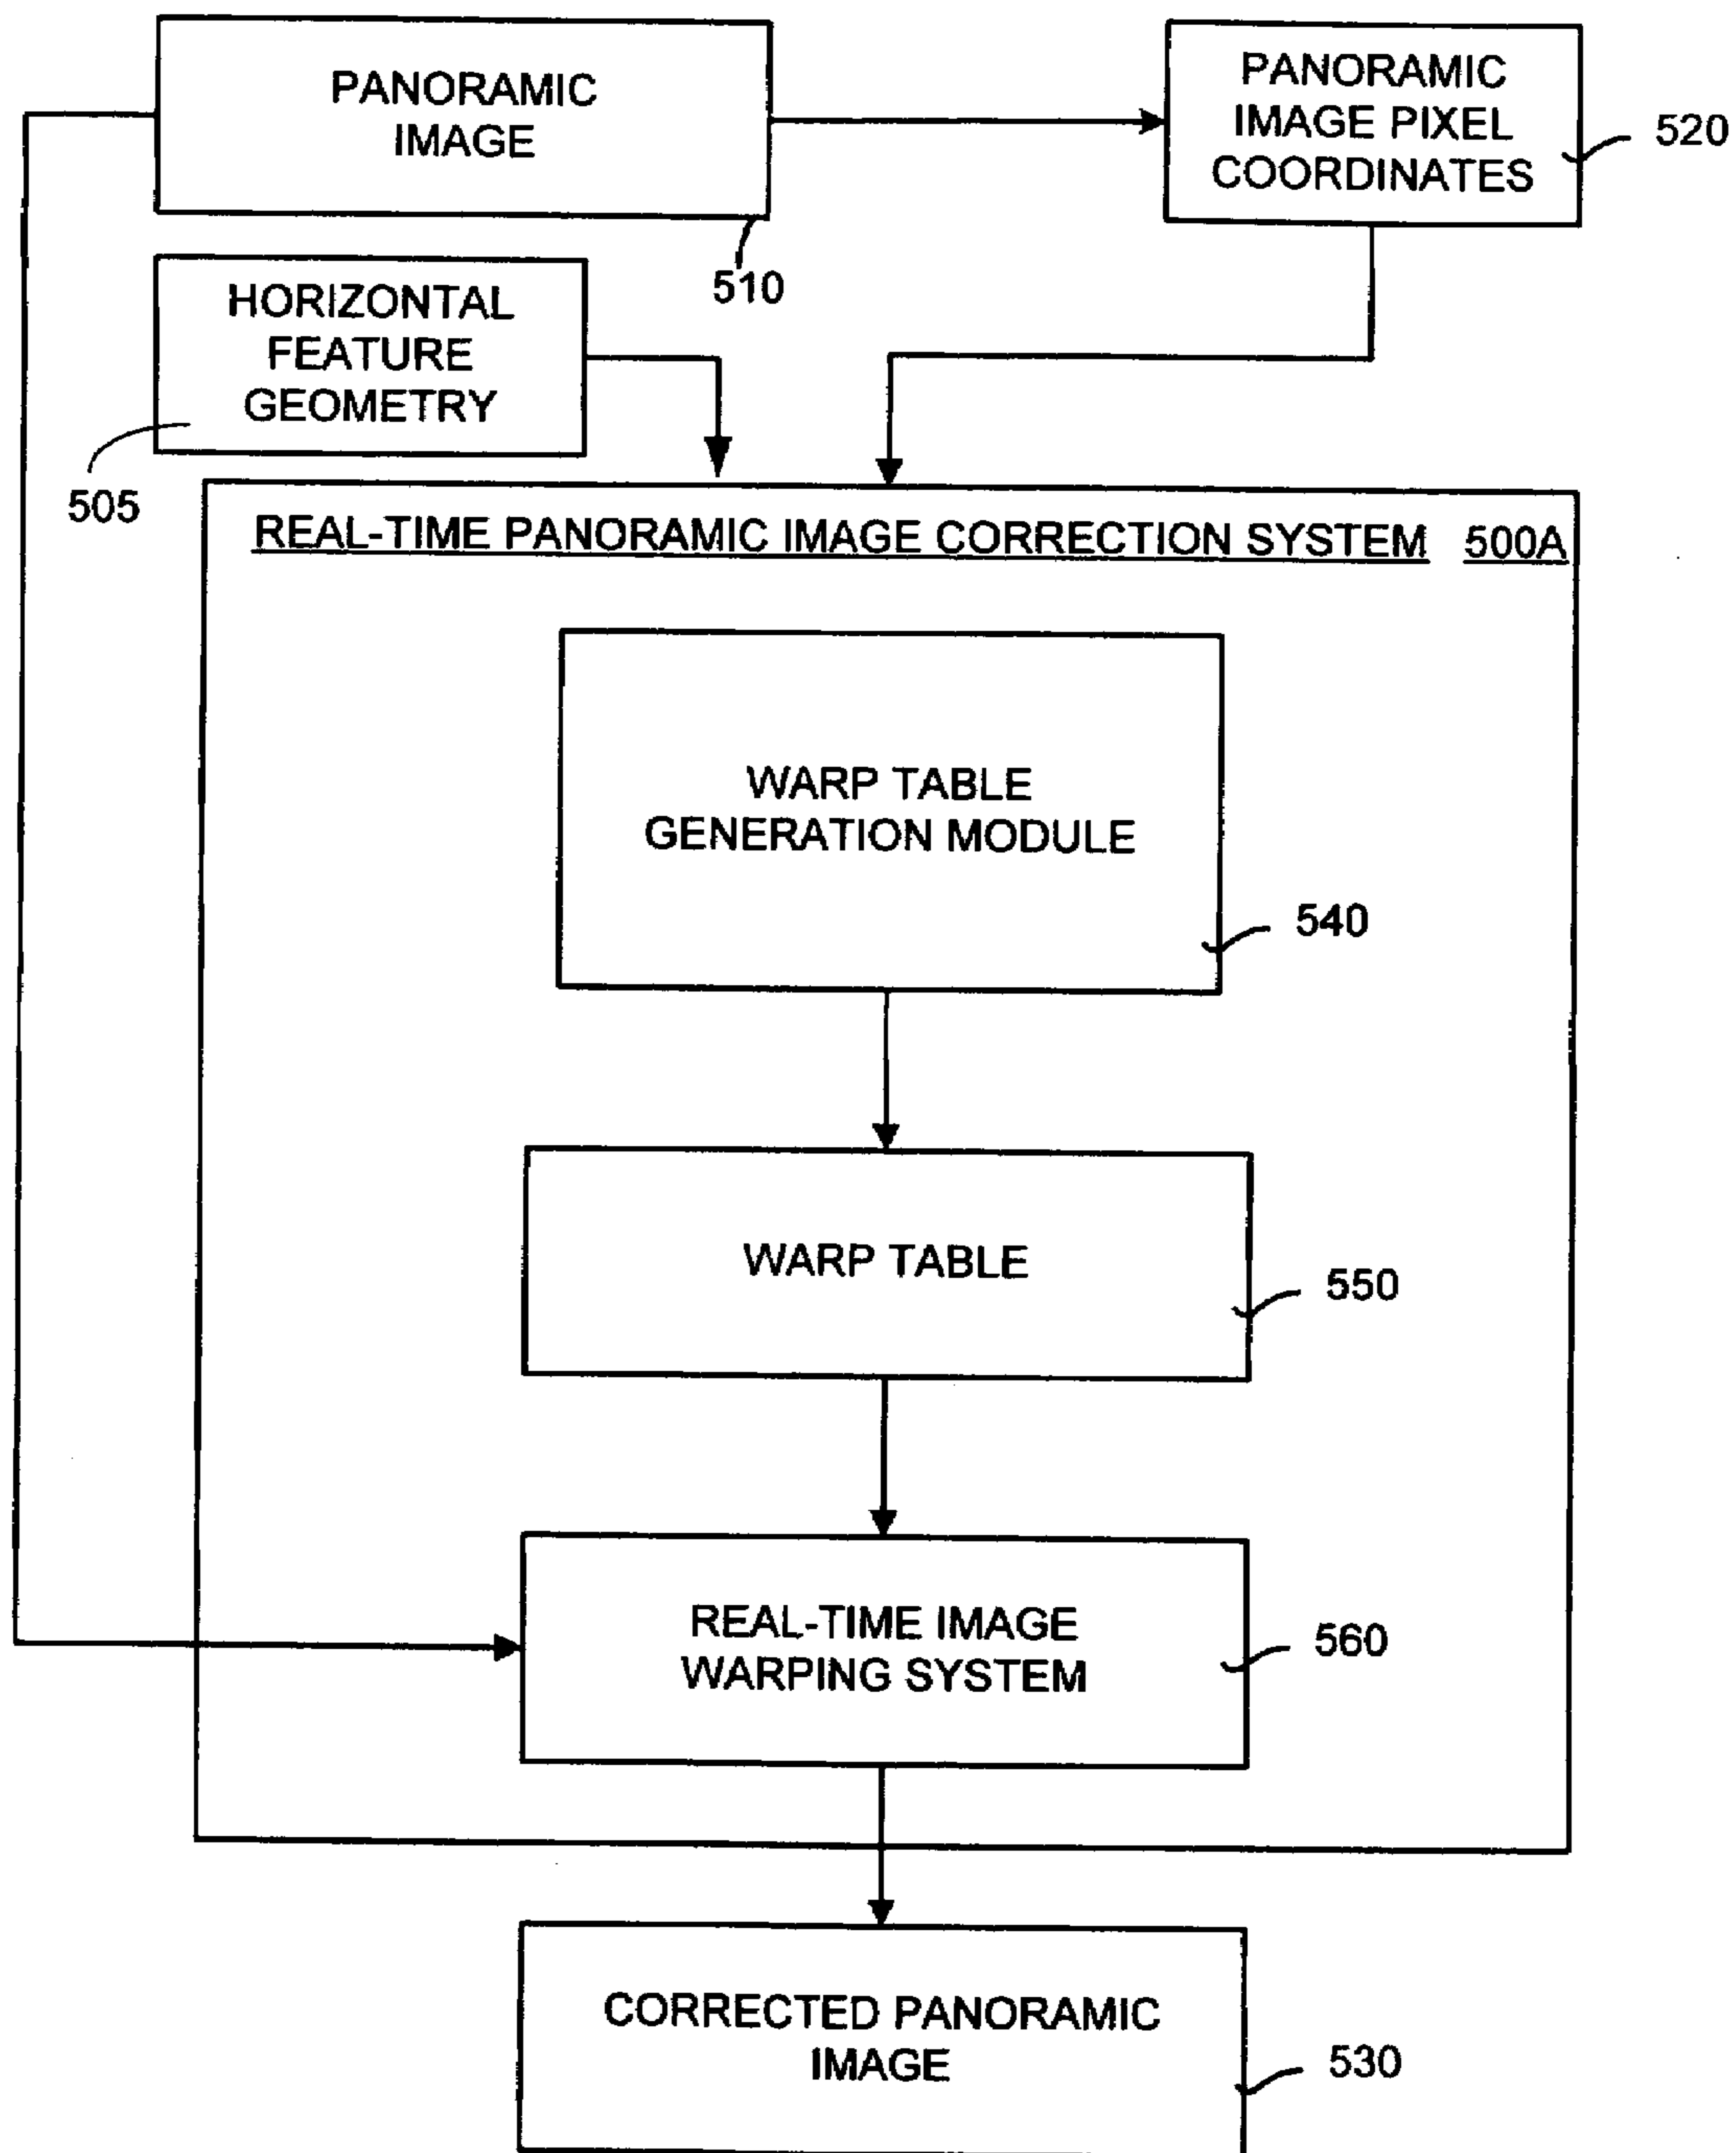 PANORAMIC
IMAGE
510
PANORAMIC
IMAGE PIXEL
COORDINATES
520
HORIZONTAL
FEATURE
GEOMETRY
505
REAL-TIME PANORAMIC IMAGE CORRECTION SYSTEM 500A
WARP TABLE
GENERATION MODULE
540
WARP TABLE
550
REAL-TIME IMAGE
WARPING SYSTEM
560
CORRECTED PANORAMIC
IMAGE
530